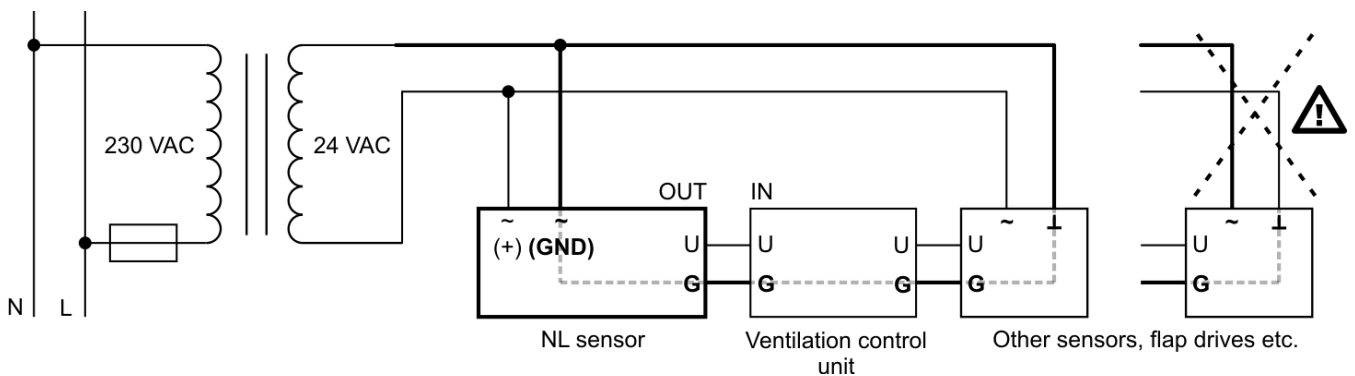 230 VAC
24 VAC
OUT
IN
~
~
~
⊥
~
⊥
!
(+) (GND)
U
U
U
U
U
G
G
G
G
G
N
L
NL sensor
Ventilation control
unit
Other sensors, flap drives etc.